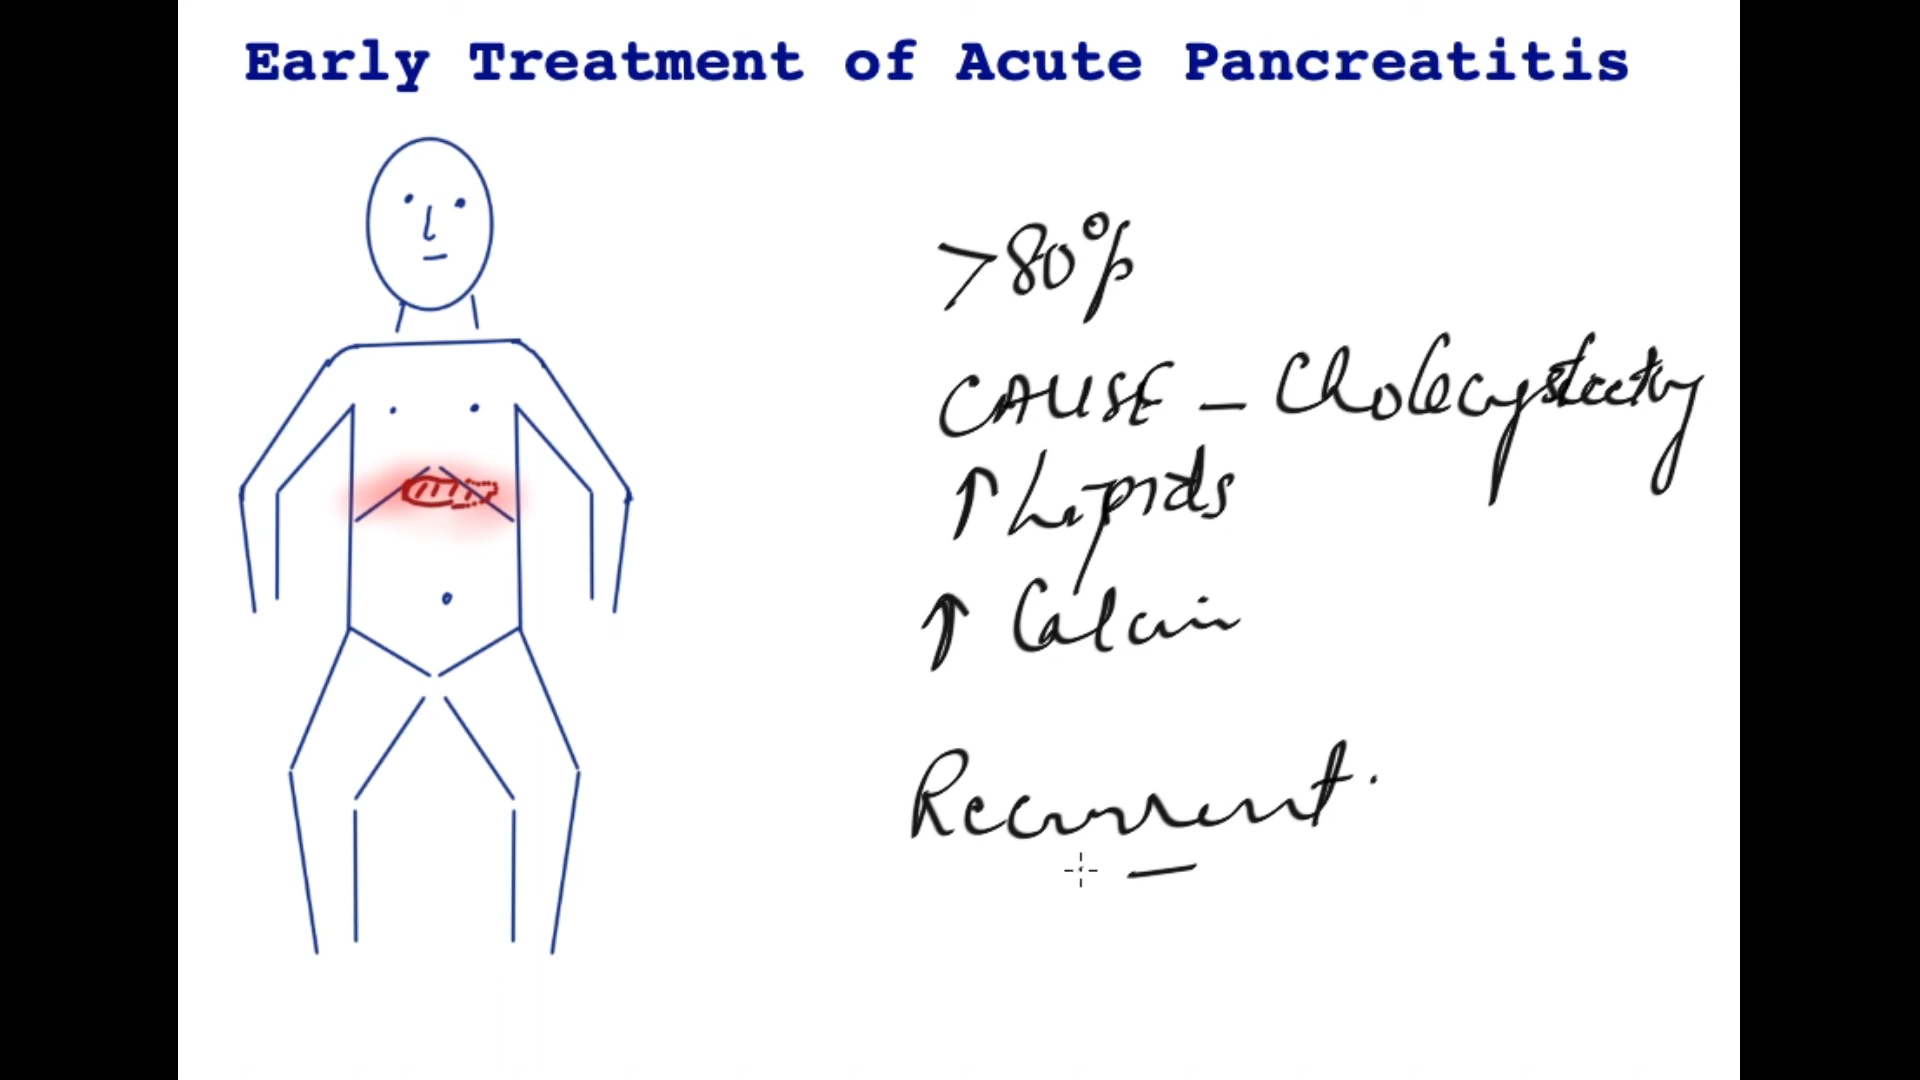 Early Treatment of Acute Pancreatitis
>80%
CAUSE - Cholecystectomy
↑ Lipids
↑ Calcium
Recurrent.